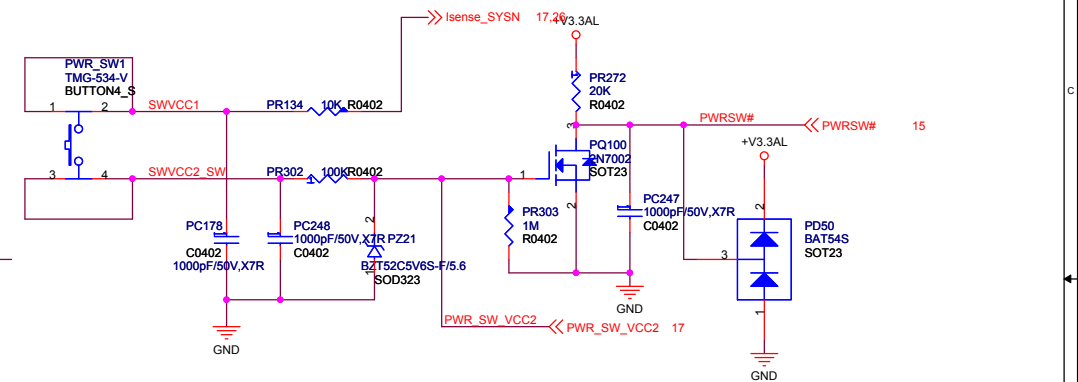 Isense_SYSN 17,26
+V3.3AL
PWR_SW1
TMG-534-V
BUTTON4_S
1
2
SWVCC1
PR134
10K
R0402
PR272
20K
R0402
C
3
PWRSW#
PWRSW#
15
PQ100
2N7002
SOT23
+V3.3AL
3
4
SWVCC2_SW
PR302
100K
R0402
1
2
PR303
1M
R0402
PC247
1000pF/50V,X7R
C0402
2
PC178
C0402
1000pF/50V,X7R
PC248
1000pF/50V,X7R
C0402
2
PZ21
BZT52C5V6S-F/5.6
SOD323
1
3
PD50
BAT54S
SOT23
1
GND
PWR_SW_VCC2
PWR_SW_VCC2 17
GND
GND